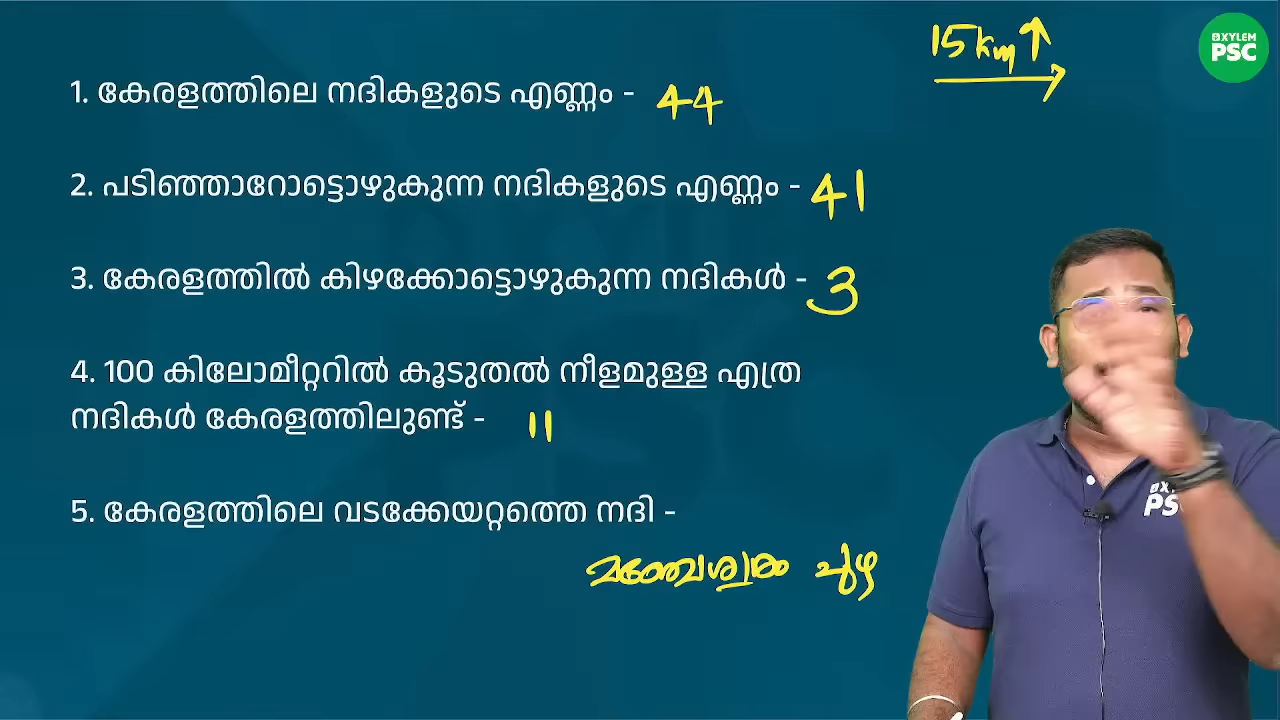 15 km ↑
XYLEM
PSC
1. കേരളത്തിലെ നദികളുടെ എണ്ണം - 44
2. പടിഞ്ഞാറോട്ടൊഴുകുന്ന നദികളുടെ എണ്ണം - 41
3. കേരളത്തിൽ കിഴക്കോട്ടൊഴുകുന്ന നദികൾ - 3
4. 100 കിലോമീറ്ററിൽ കൂടുതൽ നീളമുള്ള എത്ര
നദികൾ കേരളത്തിലുണ്ട് - 11
5. കേരളത്തിലെ വടക്കേയറ്റത്തെ നദി -
മഞ്ചേശ്വരം പുഴ